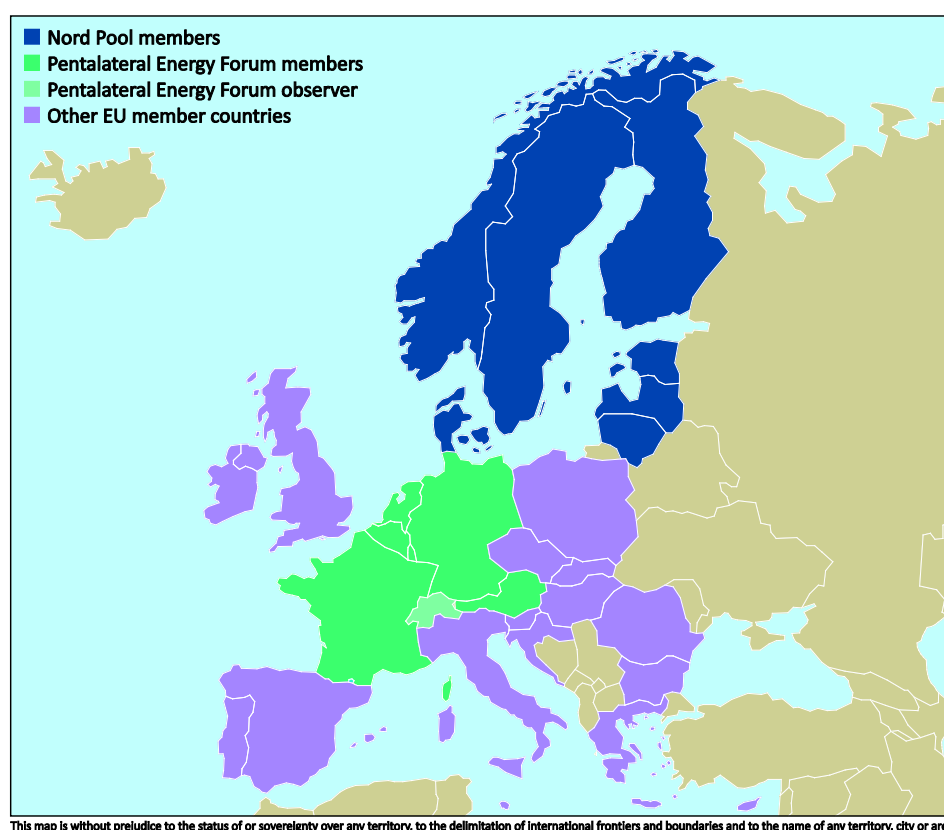 Nord Pool members
Pentalateral Energy Forum members
Pentalateral Energy Forum observer
Other EU member countries
This map is without prejudice to the status of or sovereignty over any territory, to the delimitation of international frontiers and boundaries and to the name of any territory, city or